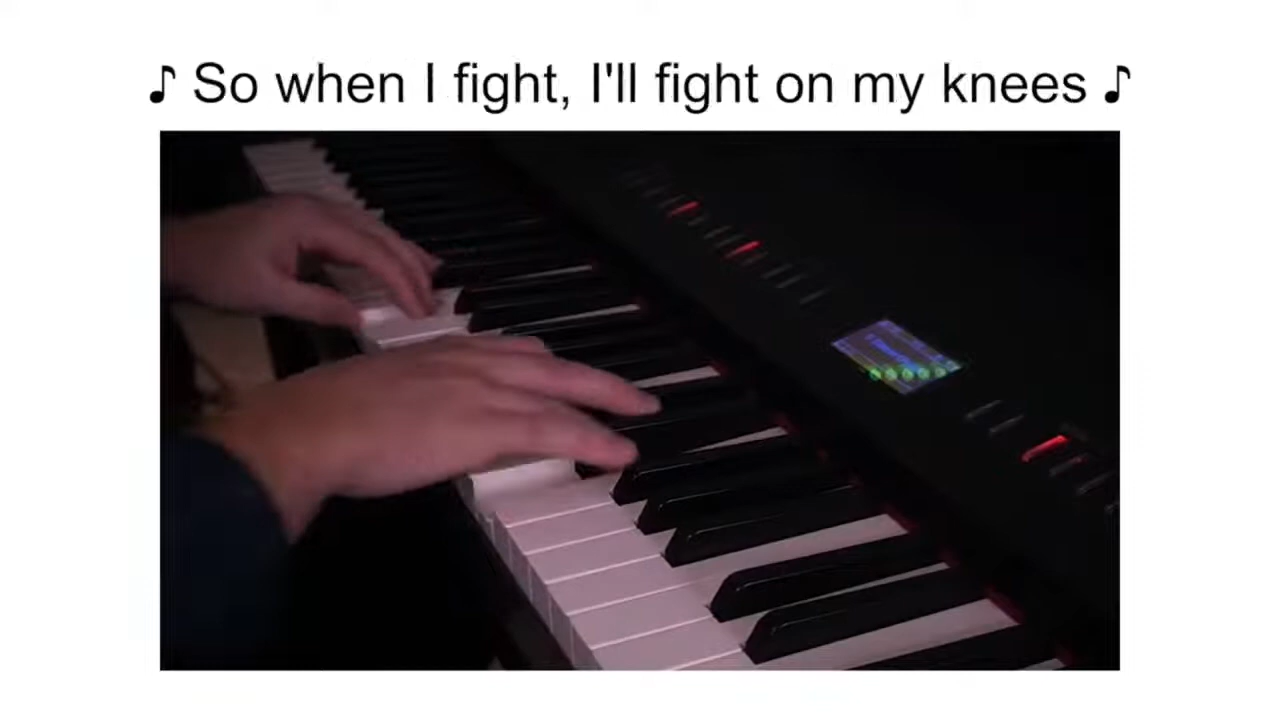 ♪ So when I fight, I'll fight on my knees ♪